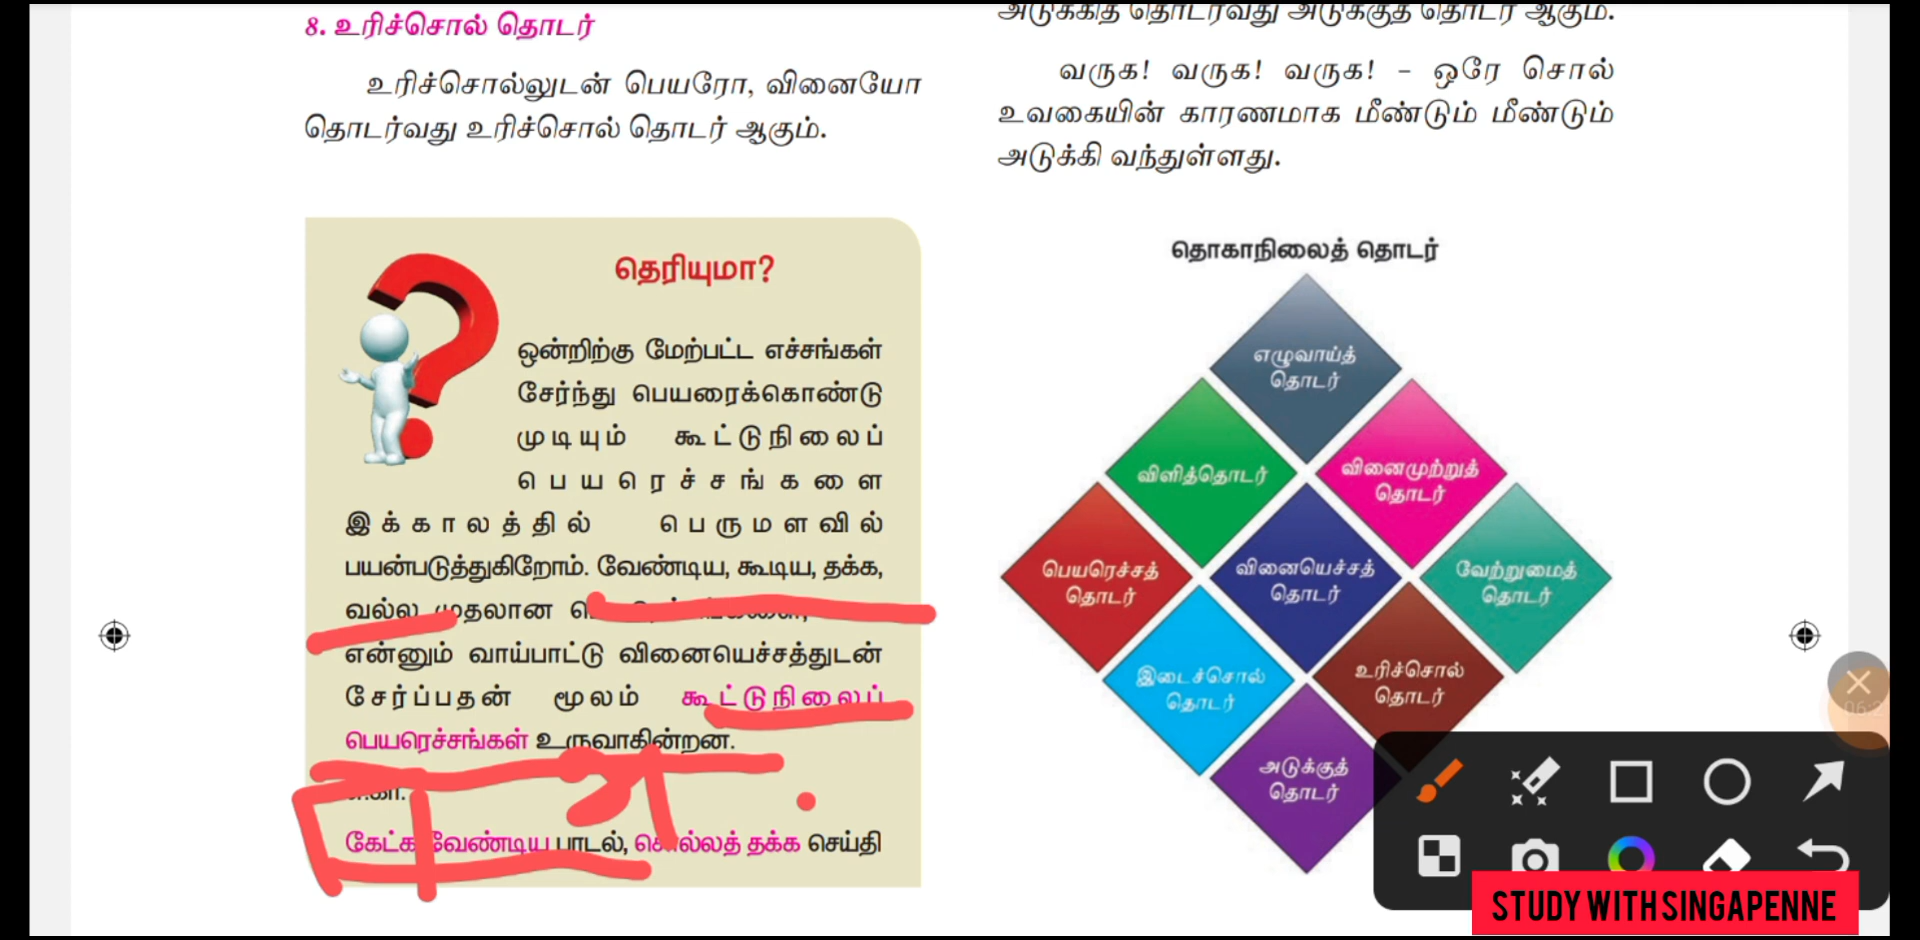 8. உரிச்சொல் தொடர்
உரிச்சொல்லுடன் பெயரோ, வினையோ
தொடர்வது உரிச்சொல் தொடர் ஆகும்.
தெரியுமா?
ஒன்றிற்கு மேற்பட்ட எச்சங்கள்
சேர்ந்து பெயரைக்கொண்டு
முடியும் கூட்டுநிலைப்
பெயரெச்சங்களை
இக்காலத்தில் பெருமளவில்
பயன்படுத்துகிறோம். வேண்டிய, கூடிய, தக்க,
வல்ல முதலான
என்னும் வாய்பாட்டு வினையெச்சத்துடன்
சேர்ப்பதன் மூலம் கூட்டுநிலைப்
பெயரெச்சங்கள் உருவாகின்றன.
கேட்க வேண்டிய பாடல், சொல்லத் தக்க செய்தி
அடுக்கித் தொடர்வது அடுக்குத் தொடர் ஆகும்.
வருக! வருக! வருக! – ஒரே சொல்
உவகையின் காரணமாக மீண்டும் மீண்டும்
அடுக்கி வந்துள்ளது.
தொகாநிலைத் தொடர்
எழுவாய்த்
தொடர்
விளித்தொடர்
வினைமுற்றுத்
தொடர்
பெயரெச்சத்
தொடர்
வினையெச்சத்
தொடர்
வேற்றுமைத்
தொடர்
இடைச்சொல்
தொடர்
உரிச்சொல்
தொடர்
அடுக்குத்
தொடர்
STUDY WITH SINGAPENNE